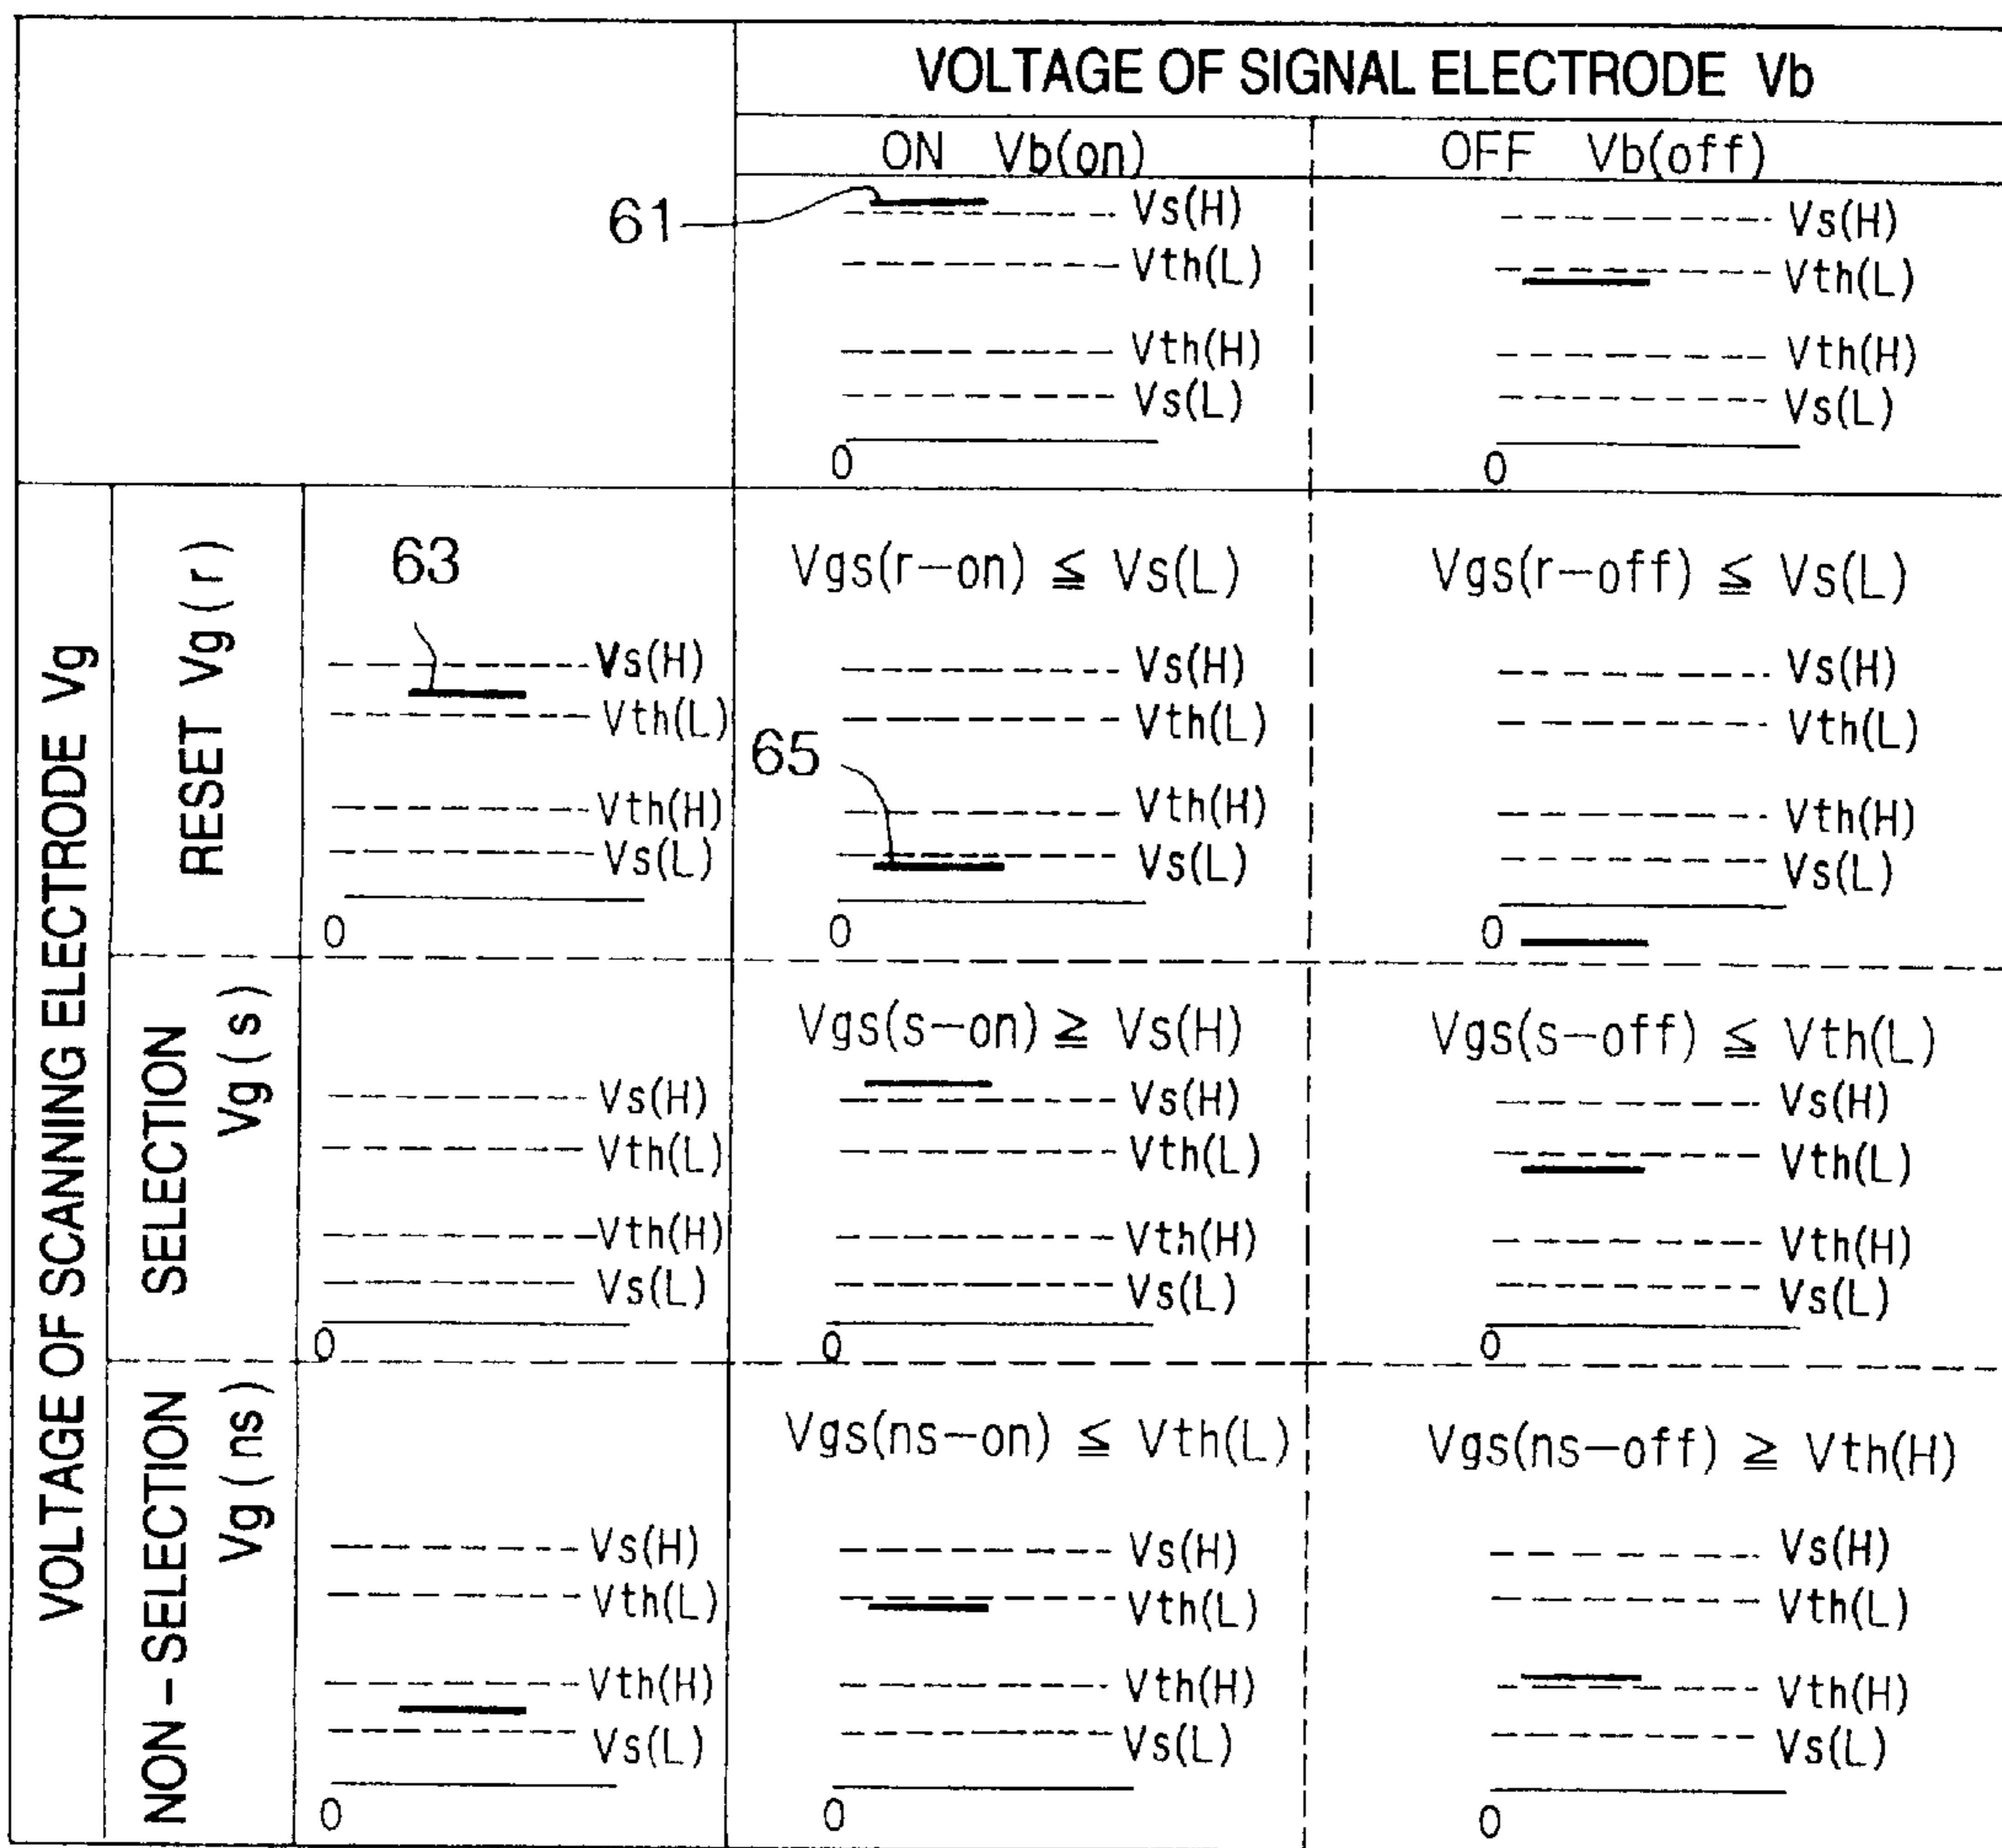 VOLTAGE OF SIGNAL ELECTRODE Vb
ON Vb(on)
OFF Vb(off)
61
Vs(H)
Vth(L)
Vth(H)
Vs(L)
0
Vs(H)
Vth(L)
Vth(H)
Vs(L)
0
VOLTAGE OF SCANNING ELECTRODE Vg
RESET Vg(r)
63
Vs(H)
Vth(L)
Vth(H)
Vs(L)
0
Vgs(r-on) ≦ Vs(L)
Vs(H)
Vth(L)
65
Vth(H)
Vs(L)
0
Vgs(r-off) ≦ Vs(L)
Vs(H)
Vth(L)
Vth(H)
Vs(L)
0
SELECTION
Vg(s)
Vs(H)
Vth(L)
Vth(H)
Vs(L)
0
Vgs(s-on) ≧ Vs(H)
Vs(H)
Vth(L)
Vth(H)
Vs(L)
0
Vgs(s-off) ≦ Vth(L)
Vs(H)
Vth(L)
Vth(H)
Vs(L)
0
NON-SELECTION
Vg(ns)
Vs(H)
Vth(L)
Vth(H)
Vs(L)
0
Vgs(ns-on) ≦ Vth(L)
Vs(H)
Vth(L)
Vth(H)
Vs(L)
0
Vgs(ns-off) ≧ Vth(H)
Vs(H)
Vth(L)
Vth(H)
Vs(L)
0